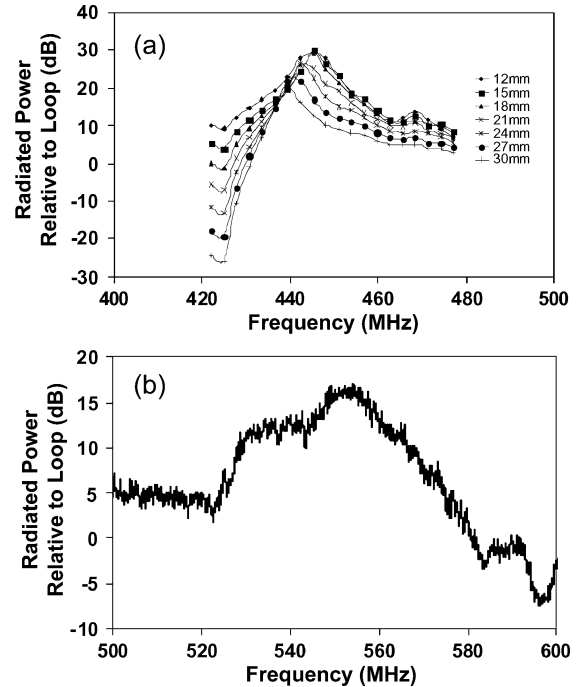 (a)
Radiated Power
Relative to Loop (dB)
40
30
20
10
0
-10
-20
-30
400
420
440
460
480
500
Frequency (MHz)
12mm
15mm
18mm
21mm
24mm
27mm
30mm
(b)
Radiated Power
Relative to Loop (dB)
20
15
10
5
0
-5
-10
500
520
540
560
580
600
Frequency (MHz)